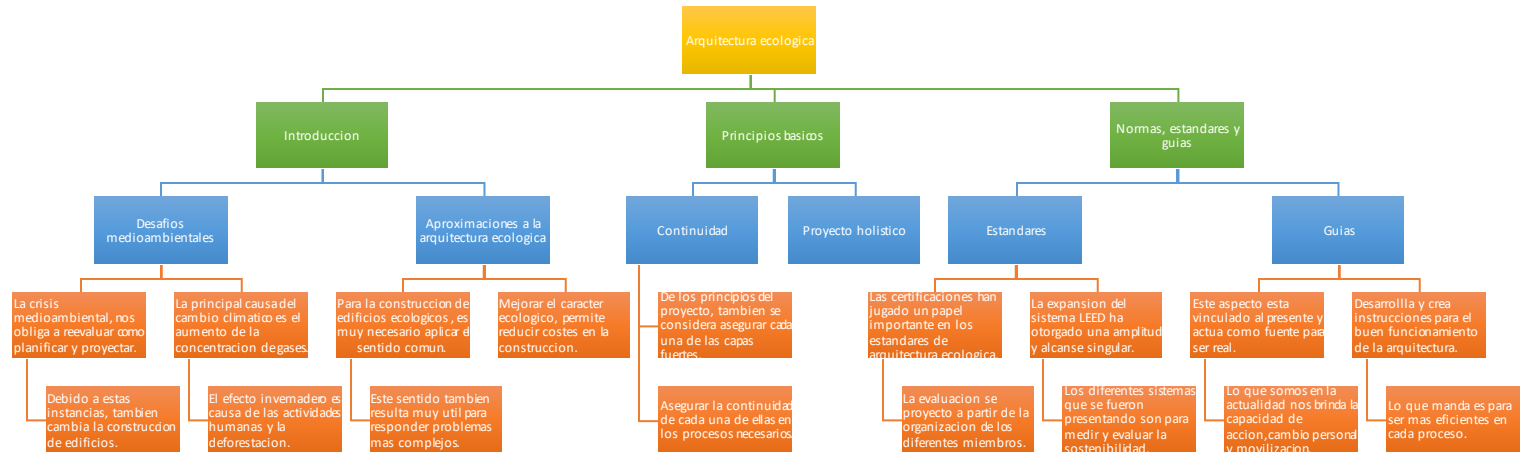 Arquitectura ecologica
Introduccion
Principios basicos
Normas, estandares y
guias
Desafios
medioambientales
Aproximaciones a la
arquitectura ecologica
Continuidad
Proyecto holistico
Estandares
Guias
La crisis
medioambiental, nos
obliga a reevaluar como
planificar y proyectar.
La principal causa del
cambio climatico es el
aumento de la
concentracion de gases.
Para la construccion de
edificios ecologicos, es
muy necesario aplicar el
sentido comun.
Mejorar el caracter
ecologico, permite
reducir costes en la
construccion.
De los principios del
proyecto, tambien se
considera asegurar cada
una de las capas
fuertes.
Las certificaciones han
jugado un papel
importante en los
estandares de
arquitectura ecologica.
La expansion del
sistema LEED ha
otorgado una amplitud
y alcanse singular.
Este aspecto esta
vinculado al presente y
actua como fuente para
ser real.
Desarrollla y crea
instrucciones para el
buen funcionamiento
de la arquitectura.
Debido a estas
instancias, tambien
cambia la construccion
de edificios.
El efecto invernadero es
causa de las actividades
humanas y la
deforestacion.
Este sentido tambien
resulta muy util para
responder problemas
mas complejos.
Asegurar la continuidad
de cada una de ellas en
los procesos necesarios.
La evaluacion se
proyecto a partir de la
organizacion de los
diferentes miembros.
Los diferentes sistemas
que se fueron
presentando son para
medir y evaluar la
sostenibilidad.
Lo que somos en la
actualidad nos brinda la
capacidad de
accion,cambio personal
y movilizacion.
Lo que manda es para
ser mas eficientes en
cada proceso.